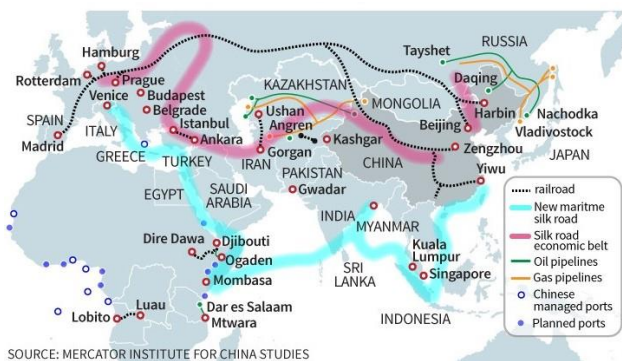 Hamburg
Rotterdam
Prague
Venice
Budapest
Belgrade
SPAIN
Madrid
ITALY
Istanbul
Ankara
GREECE
TURKEY
KAZAKHSTAN
Ushan
Angren
IRAN
Gorgan
Kashgar
MONGOLIA
Tayshet
RUSSIA
Daqing
Harbin
Nachodka
Vladivostock
Beijing
CHINA
Zengzhou
JAPAN
Yiwu
EGYPT
SAUDI
ARABIA
PAKISTAN
Gwadar
INDIA
MYANMAR
Dire Dawa
Djibouti
Ogaden
Mombasa
SRI
LANKA
Kuala
Lumpur
Singapore
INDONESIA
Luau
Lobito
Dar es Salaam
Mtwara
railroad
New maritme
silk road
Silk road
economic belt
Oil pipelines
Gas pipelines
Chinese
managed ports
Planned ports
SOURCE: MERCATOR INSTITUTE FOR CHINA STUDIES